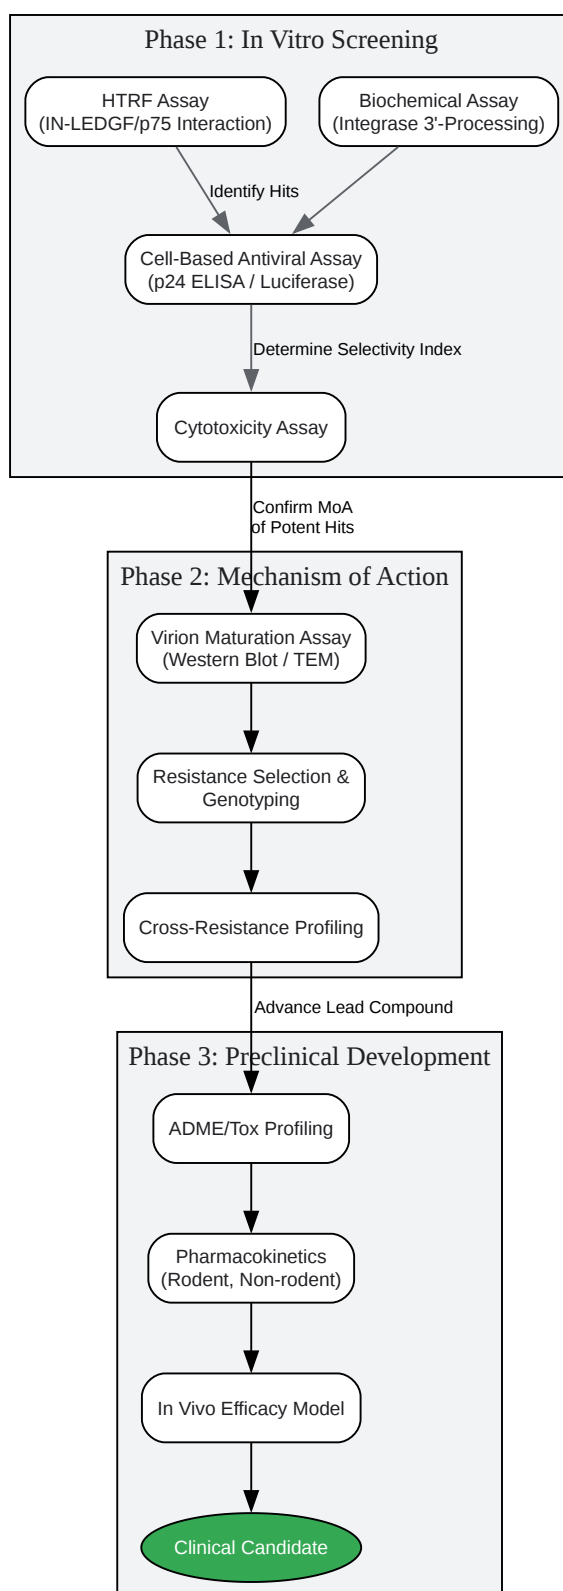 Phase 1: In Vitro Screening
HTRF Assay
(IN-LEDGF/p75 Interaction)
Biochemical Assay
(Integrase 3'-Processing)
Identify Hits
Cell-Based Antiviral Assay
(p24 ELISA / Luciferase)
Determine Selectivity Index
Cytotoxicity Assay
Confirm MoA
of Potent Hits
Phase 2: Mechanism of Action
Virion Maturation Assay
(Western Blot / TEM)
Resistance Selection &
Genotyping
Cross-Resistance Profiling
Advance Lead Compound
Phase 3: Preclinical Development
ADME/Tox Profiling
Pharmacokinetics
(Rodent, Non-rodent)
In Vivo Efficacy Model
Clinical Candidate